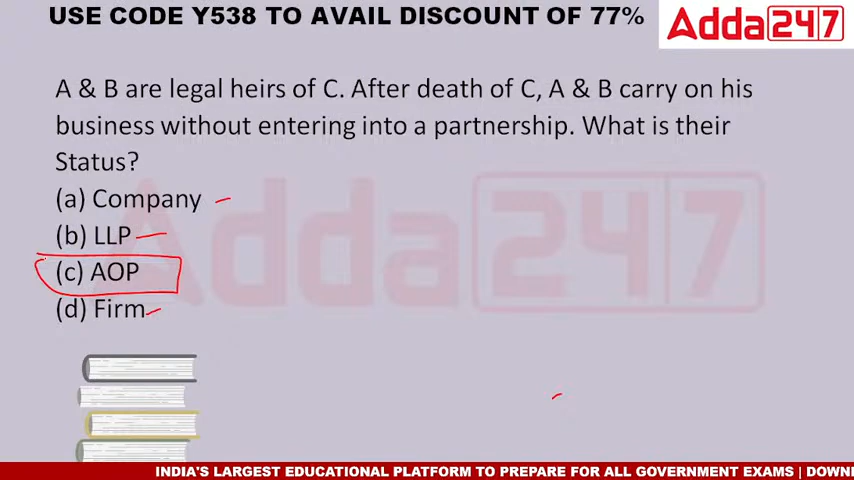 USE CODE Y538 TO AVAIL DISCOUNT OF 77%
Adda247
A & B are legal heirs of C. After death of C, A & B carry on his
business without entering into a partnership. What is their
Status?
(a) Company
(b) LLP
(c) AOP
(d) Firm
Adda247
INDIA'S LARGEST EDUCATIONAL PLATFORM TO PREPARE FOR ALL GOVERNMENT EXAMS | DOWNL